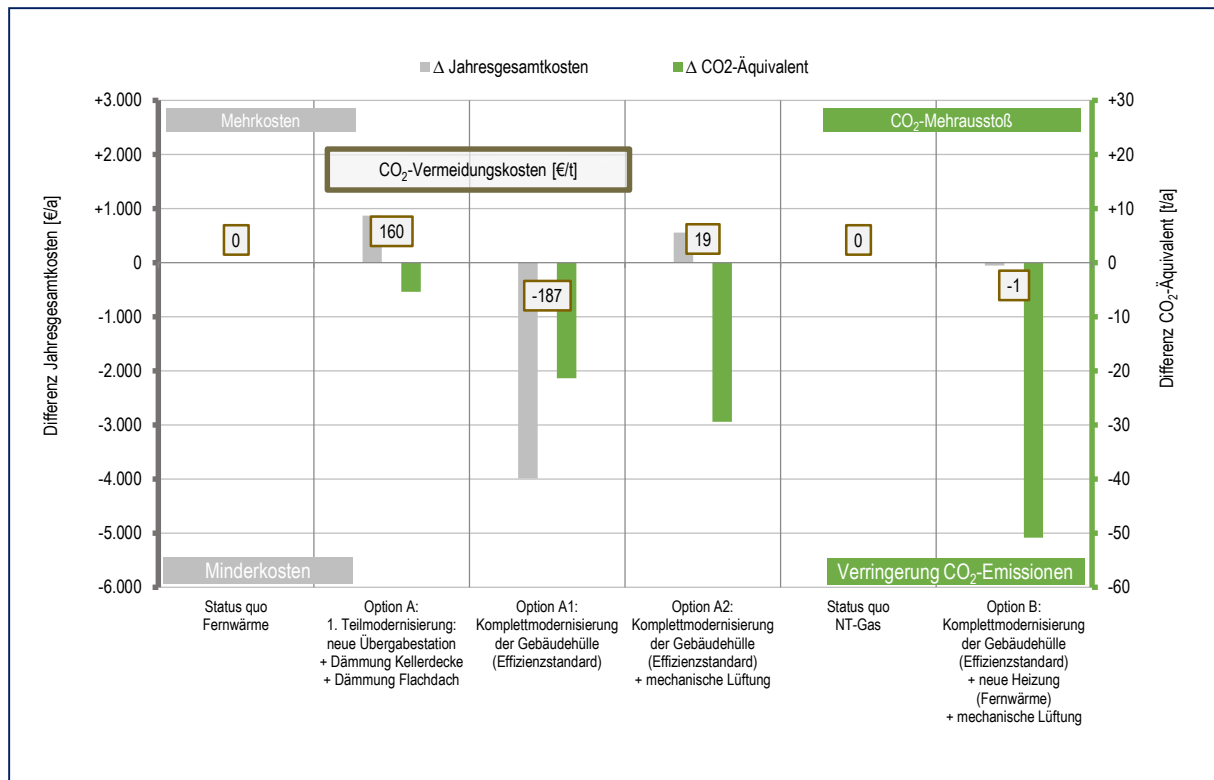 Δ Jahresgesamtkosten
Δ CO2-Äquivalent
Differenz Jahresgesamtkosten [€/a]
+3.000
+2.000
+1.000
0
-1.000
-2.000
-3.000
-4.000
-5.000
-6.000
Mehrkosten
CO₂-Mehrausstoß
CO₂-Vermeidungskosten [€/t]
0
160
-187
19
0
-1
Minderkosten
Verringerung CO₂-Emissionen
+30
+20
+10
0
-10
-20
-30
-40
-50
-60
Differenz CO₂-Äquivalent [t/a]
Status quo
Fernwärme
Option A:
1. Teilmodernisierung:
neue Übergabestation
+ Dämmung Kellerdecke
+ Dämmung Flachdach
Option A1:
Komplettmodernisierung
der Gebäudehülle
(Effizienzstandard)
Option A2:
Komplettmodernisierung
der Gebäudehülle
(Effizienzstandard)
+ mechanische Lüftung
Status quo
NT-Gas
Option B:
Komplettmodernisierung
der Gebäudehülle
(Effizienzstandard)
+ neue Heizung
(Fernwärme)
+ mechanische Lüftung